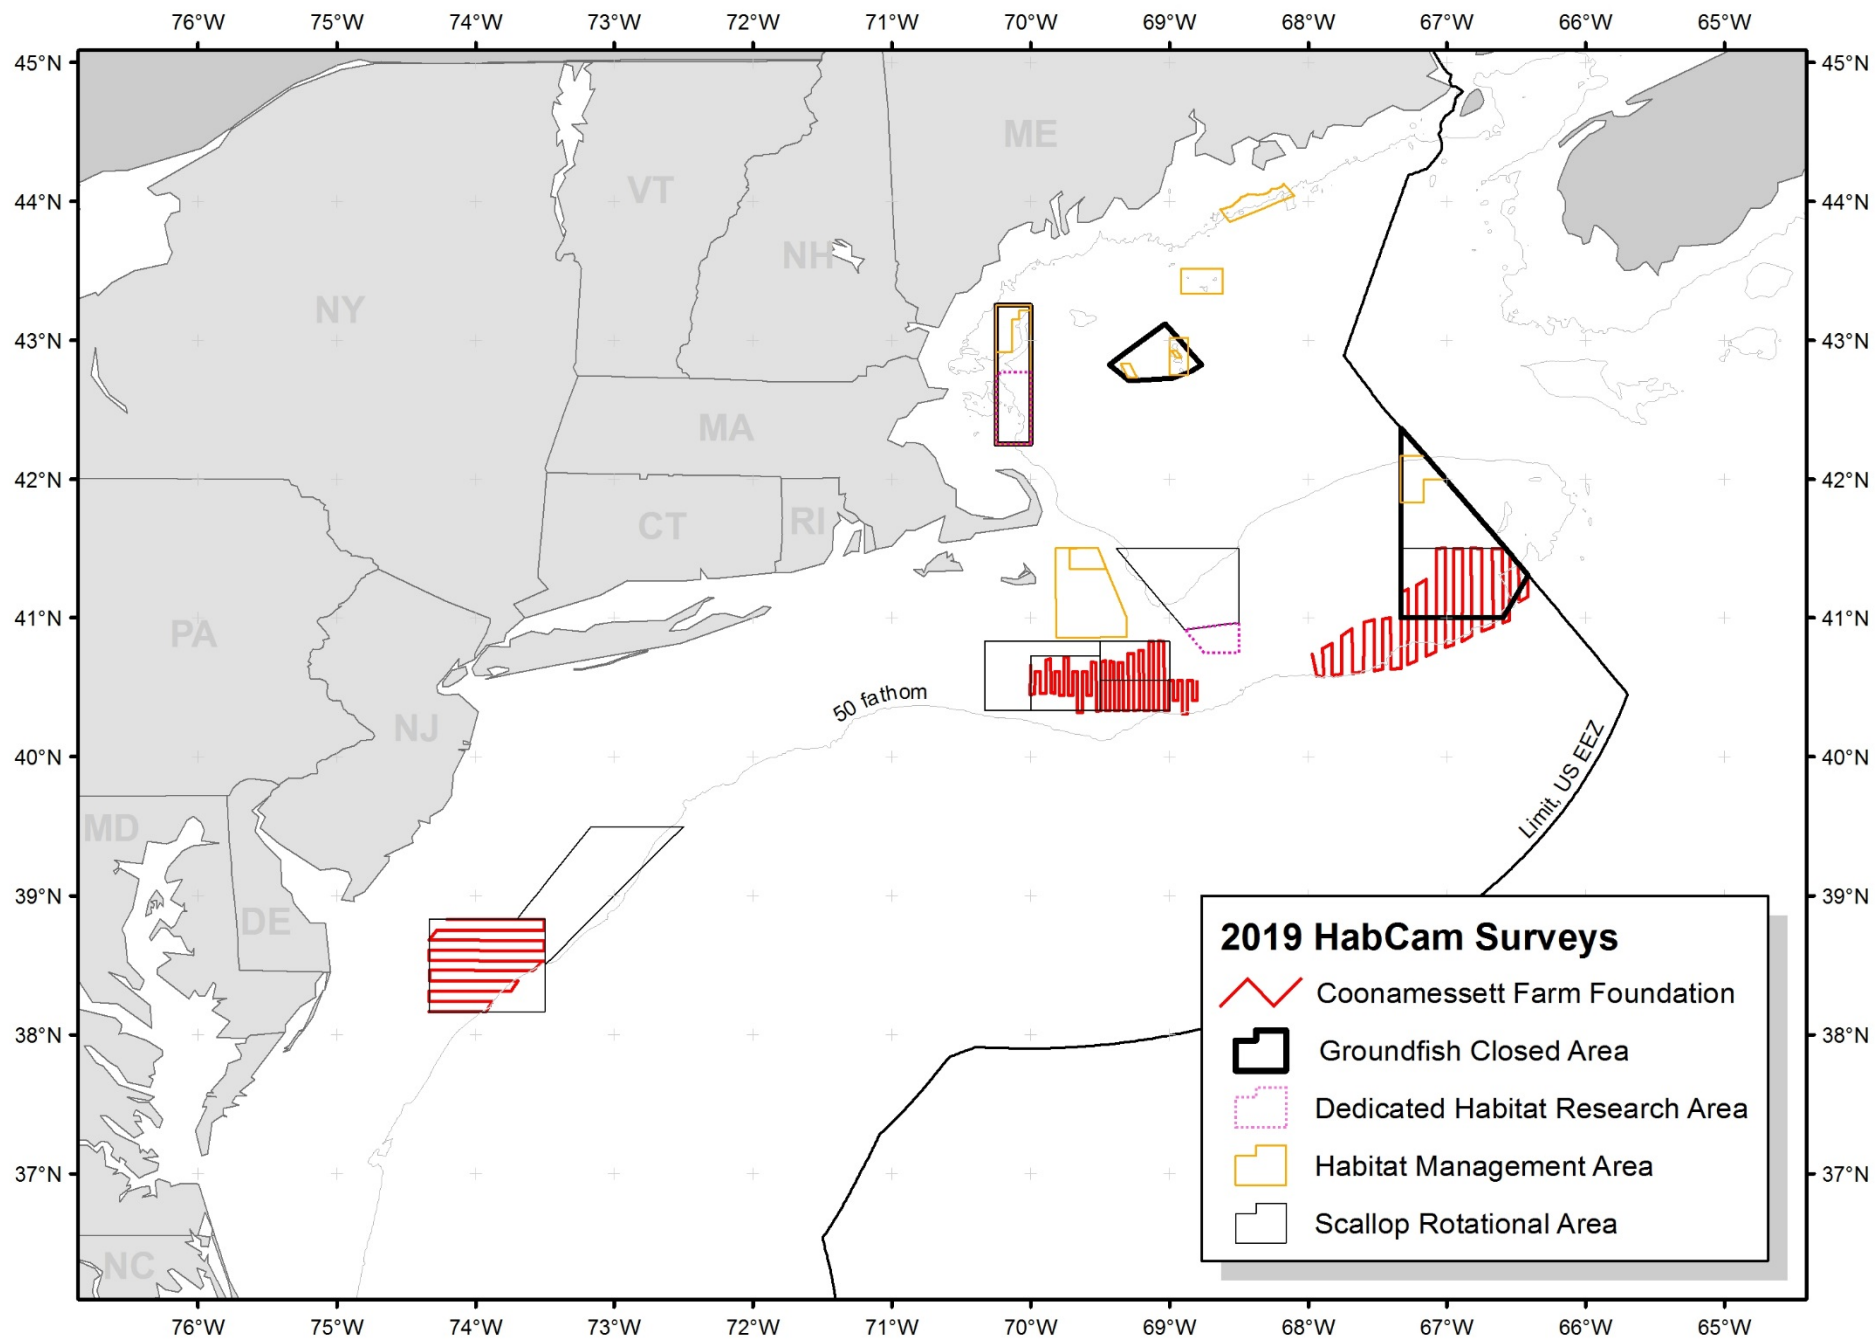 76°W 75°W 74°W 73°W 72°W 71°W 70°W 69°W 68°W 67°W 66°W 65°W
45°N 45°N
ME
44°N VT 44°N
NH
NY
43°N 43°N
MA
42°N 42°N
CT RI
41°N 41°N
PA
50 fathom
NJ
40°N 40°N
Limit, US EEZ
MD
39°N 39°N
DE
2019 HabCam Surveys
Coonamessett Farm Foundation
38°N 38°N
Groundfish Closed Area
Dedicated Habitat Research Area
37°N 37°N
Habitat Management Area
Scallop Rotational Area
NC
76°W 75°W 74°W 73°W 72°W 71°W 70°W 69°W 68°W 67°W 66°W 65°W